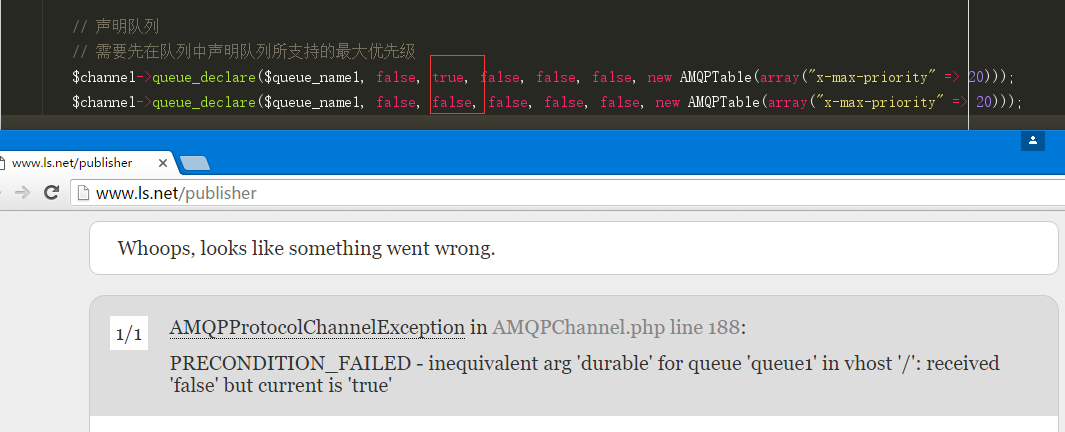 // 声明队列
// 需要先在队列中声明队列所支持的最大优先级
$channel->queue_declare($queue_name1, false, true, false, false, false, new AMQPTable(array("x-max-priority" => 20)));
$channel->queue_declare($queue_name1, false, false, false, false, false, new AMQPTable(array("x-max-priority" => 20)));
www.ls.net/publisher
www.ls.net/publisher
Whoops, looks like something went wrong.
1/1 AMQPProtocolChannelException in AMQPChannel.php line 188:
PRECONDITION_FAILED - inequivalent arg 'durable' for queue 'queue1' in vhost '/': received
'false' but current is 'true'